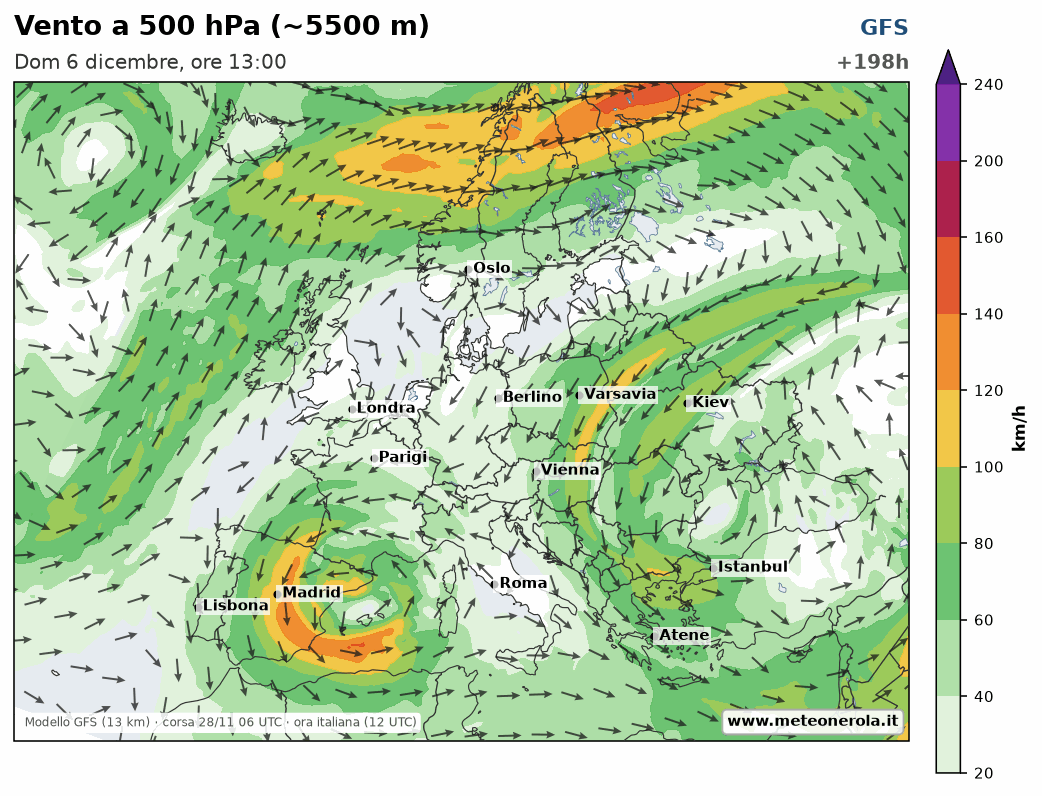 Vento a 500 hPa (~5500 m)
GFS
Dom 6 dicembre, ore 13:00
+198h
240
200
160
140
120
100
80
60
40
20
km/h
Oslo
Berlino
Varsavia
Kiev
Londra
Parigi
Vienna
Istanbul
Roma
Madrid
Lisbona
Atene
Modello GFS (13 km) · corsa 28/11 06 UTC · ora italiana (12 UTC)
www.meteonerola.it